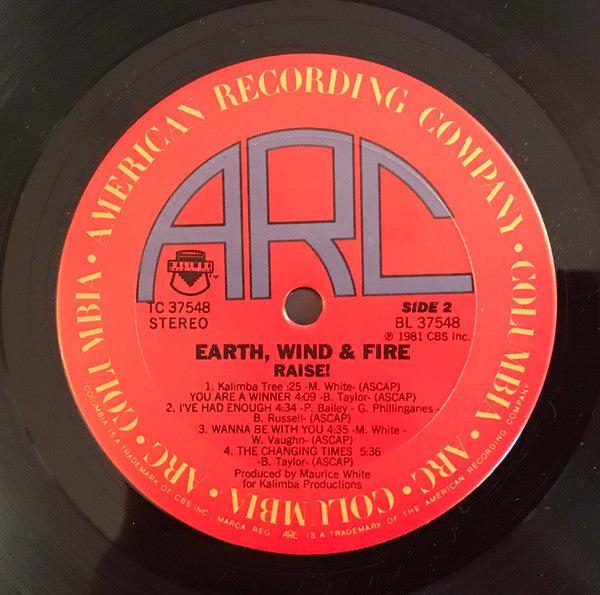 COLUMBIA • AMERICAN RECORDING COMPANY • COLUMBIA • ARC • COLUMBIA • ARC •
ARC
TM
TC 37548
STEREO
SIDE 2
BL 37548
℗ 1981 CBS Inc.
EARTH, WIND & FIRE
RAISE!
1. Kalimba Tree :25 -M. White- (ASCAP)
YOU ARE A WINNER 4:09 -B. Taylor- (ASCAP)
2. I'VE HAD ENOUGH 4:34 -P. Bailey - G. Phillinganes -
B. Russell- (ASCAP)
3. WANNA BE WITH YOU 4:35 -M. White -
W. Vaughn- (ASCAP)
4. THE CHANGING TIMES 5:36
-B. Taylor- (ASCAP)
Produced by Maurice White
for Kalimba Productions
COLUMBIA IS A TRADEMARK OF CBS INC. MARCA REG. ARC IS A TRADEMARK OF THE AMERICAN RECORDING COMPANY